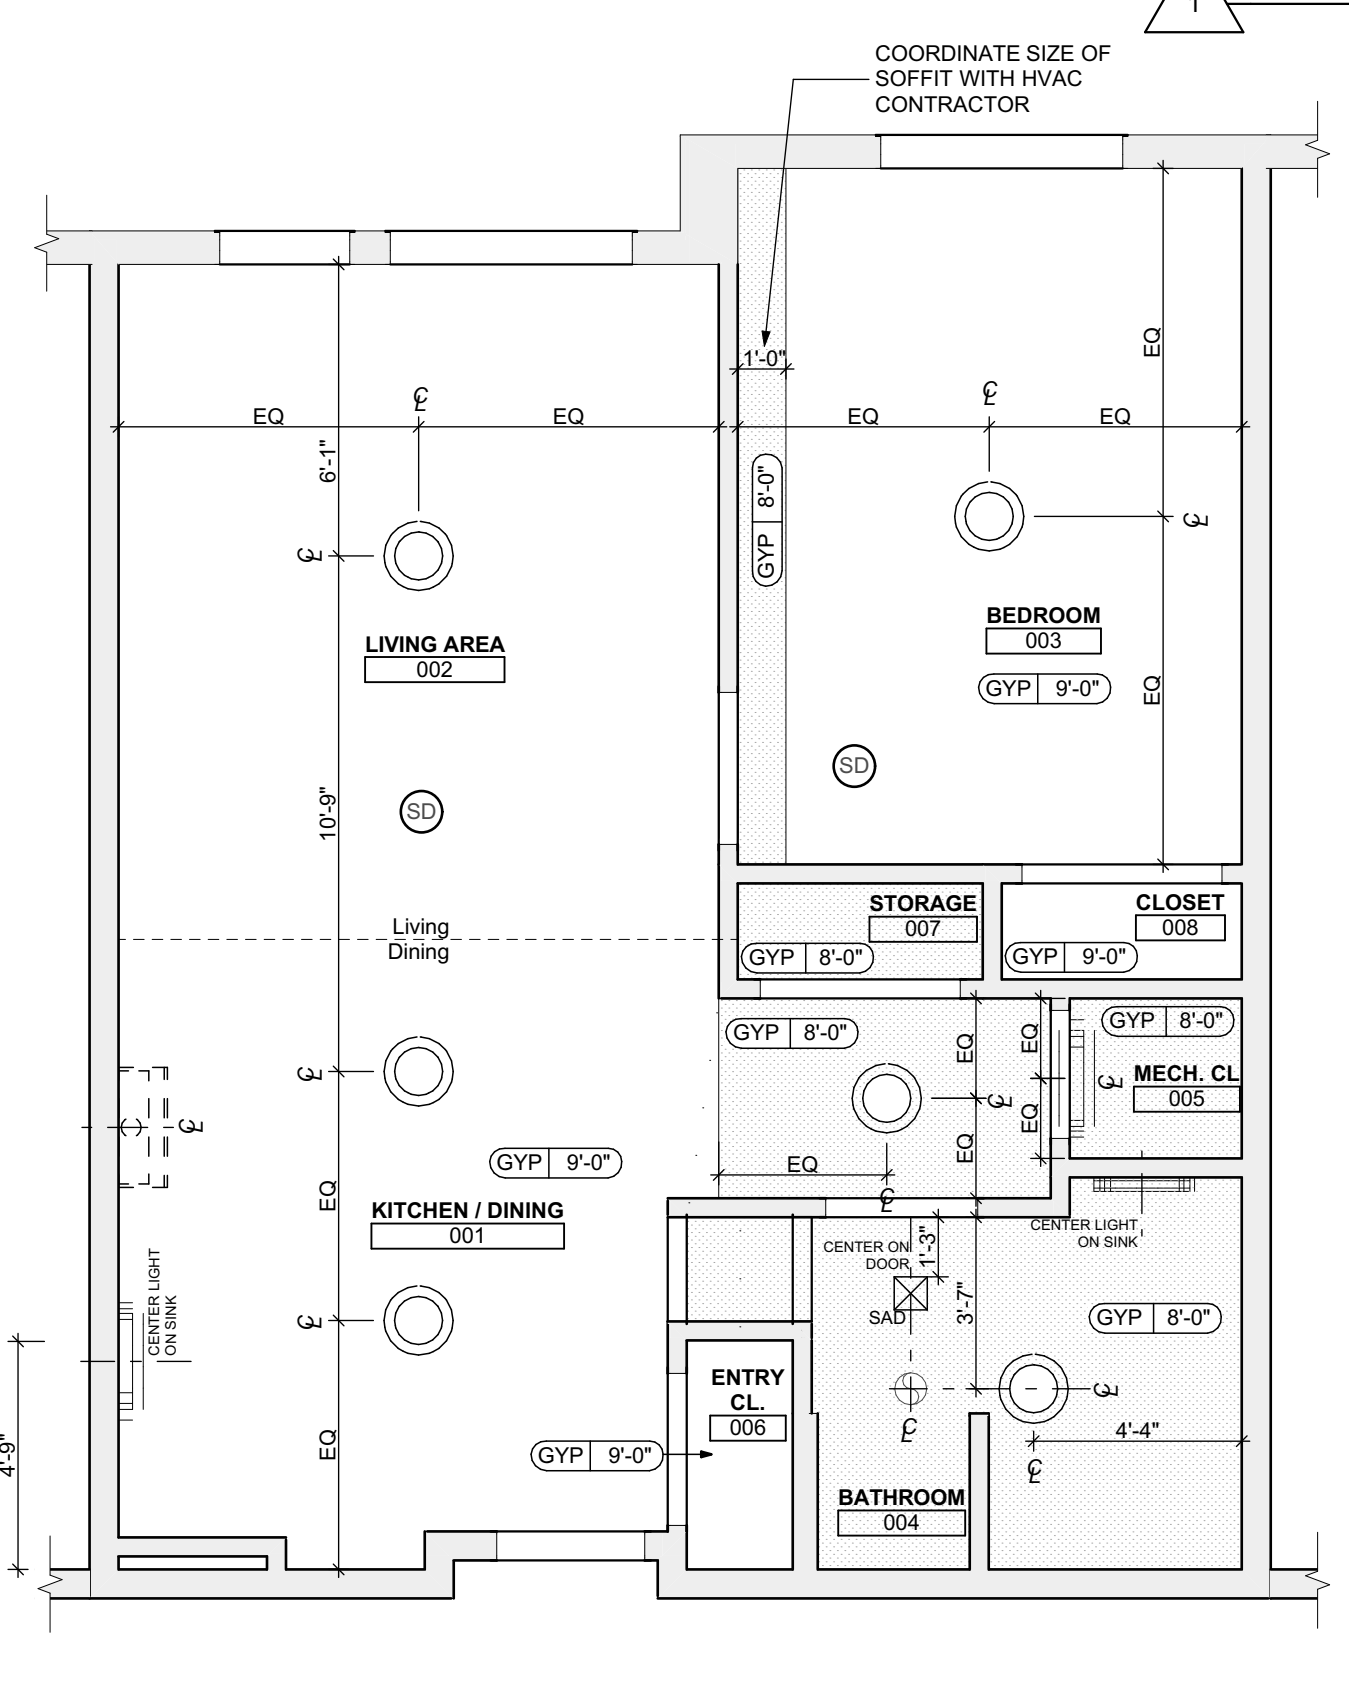 1
COORDINATE SIZE OF
SOFFIT WITH HVAC
CONTRACTOR
1'-0"
EQ
EQ
EQ
EQ
EQ
EQ
℄
℄
℄
℄
6'-1"
GYP 8'-0"
LIVING AREA
002
BEDROOM
003
GYP 9'-0"
SD
SD
10'-9"
Living
Dining
STORAGE
007
GYP 8'-0"
CLOSET
008
GYP 9'-0"
GYP 8'-0"
EQ
EQ
EQ
EQ
EQ
℄
℄
GYP 8'-0"
MECH. CL
005
℄
℄
℄
GYP 9'-0"
EQ
KITCHEN / DINING
001
CENTER LIGHT
ON SINK
CENTER ON
DOOR
1'-3"
3'-7"
SAD
CENTER LIGHT
ON SINK
GYP 8'-0"
℄
℄
℄
℄
4'-4"
ENTRY
CL.
006
GYP 9'-0"
EQ
4'-9"
BATHROOM
004